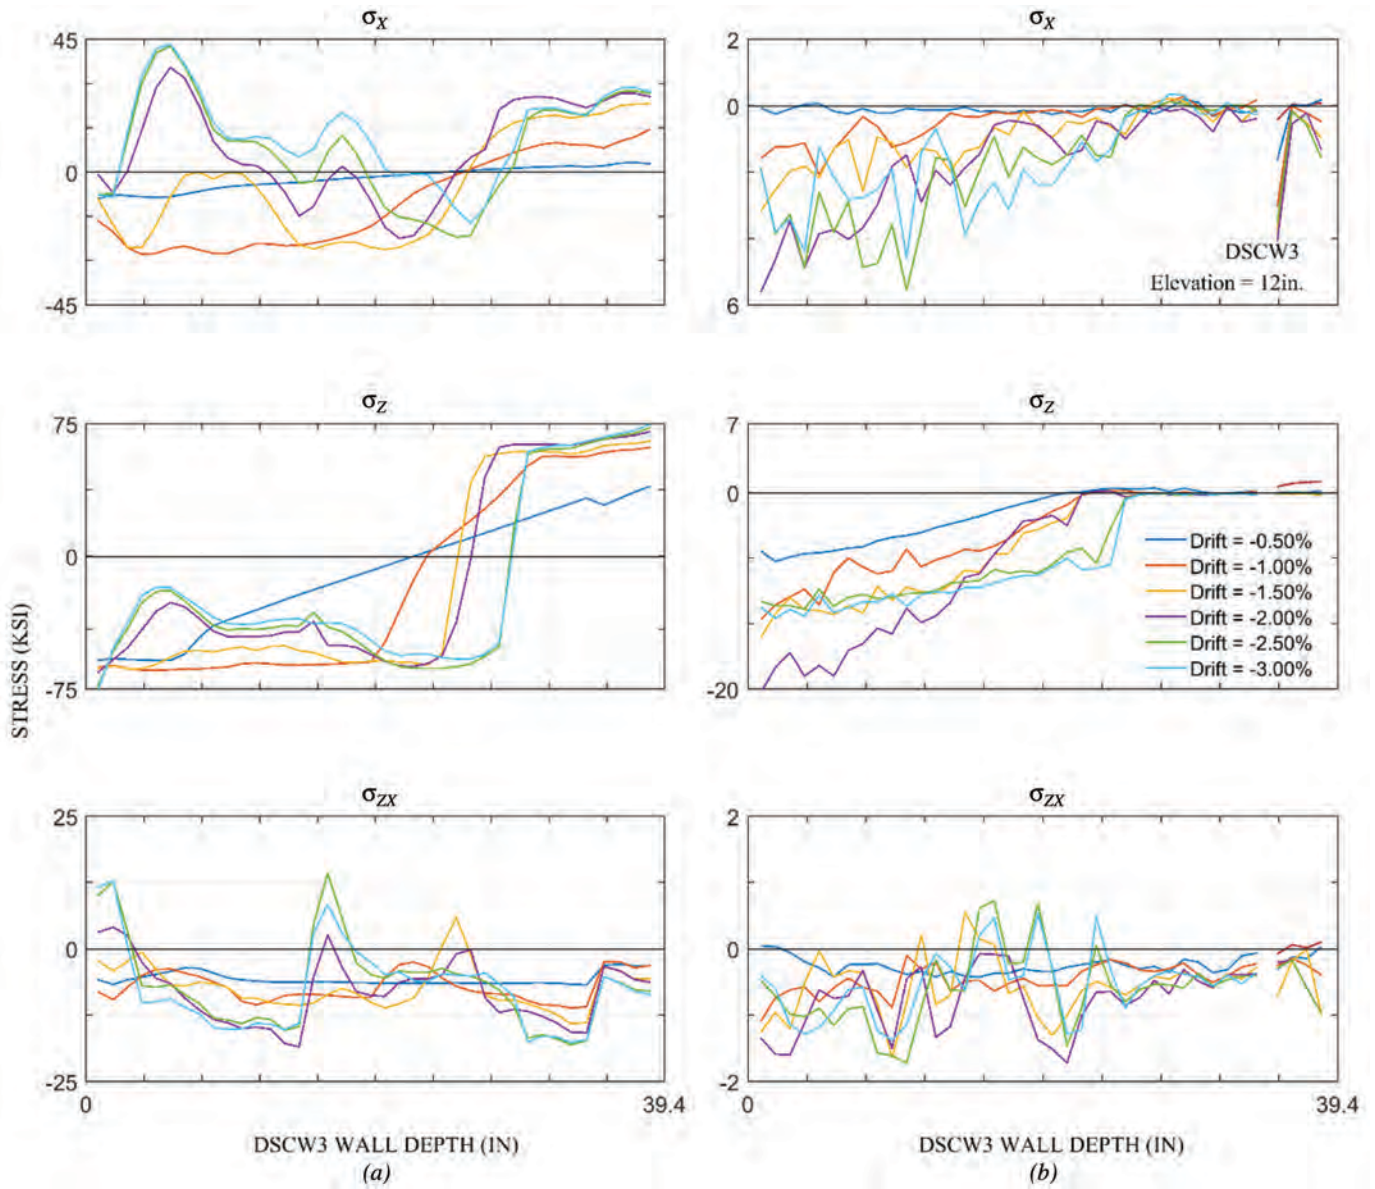 σX
45
0
-45
σX
2
0
6
DSCW3
Elevation = 12in.
σZ
75
0
-75
σZ
7
0
-20
Drift = -0.50%
Drift = -1.00%
Drift = -1.50%
Drift = -2.00%
Drift = -2.50%
Drift = -3.00%
STRESS (KSI)
σZX
25
0
-25
0
39.4
DSCW3 WALL DEPTH (IN)
(a)
σZX
2
0
-2
0
39.4
DSCW3 WALL DEPTH (IN)
(b)